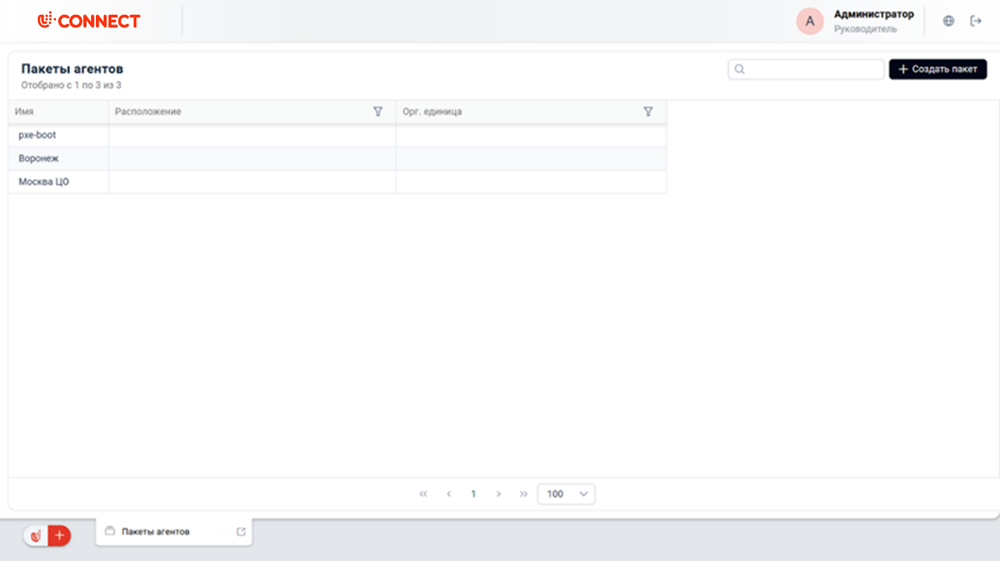 CONNECT
A
Администратор
Руководитель
Пакеты агентов
Отобрано с 1 по 3 из 3
+ Создать пакет
Имя Расположение Орг. единица
pxe-boot
Воронеж
Москва ЦО
« ‹ 1 › » 100
+
Пакеты агентов